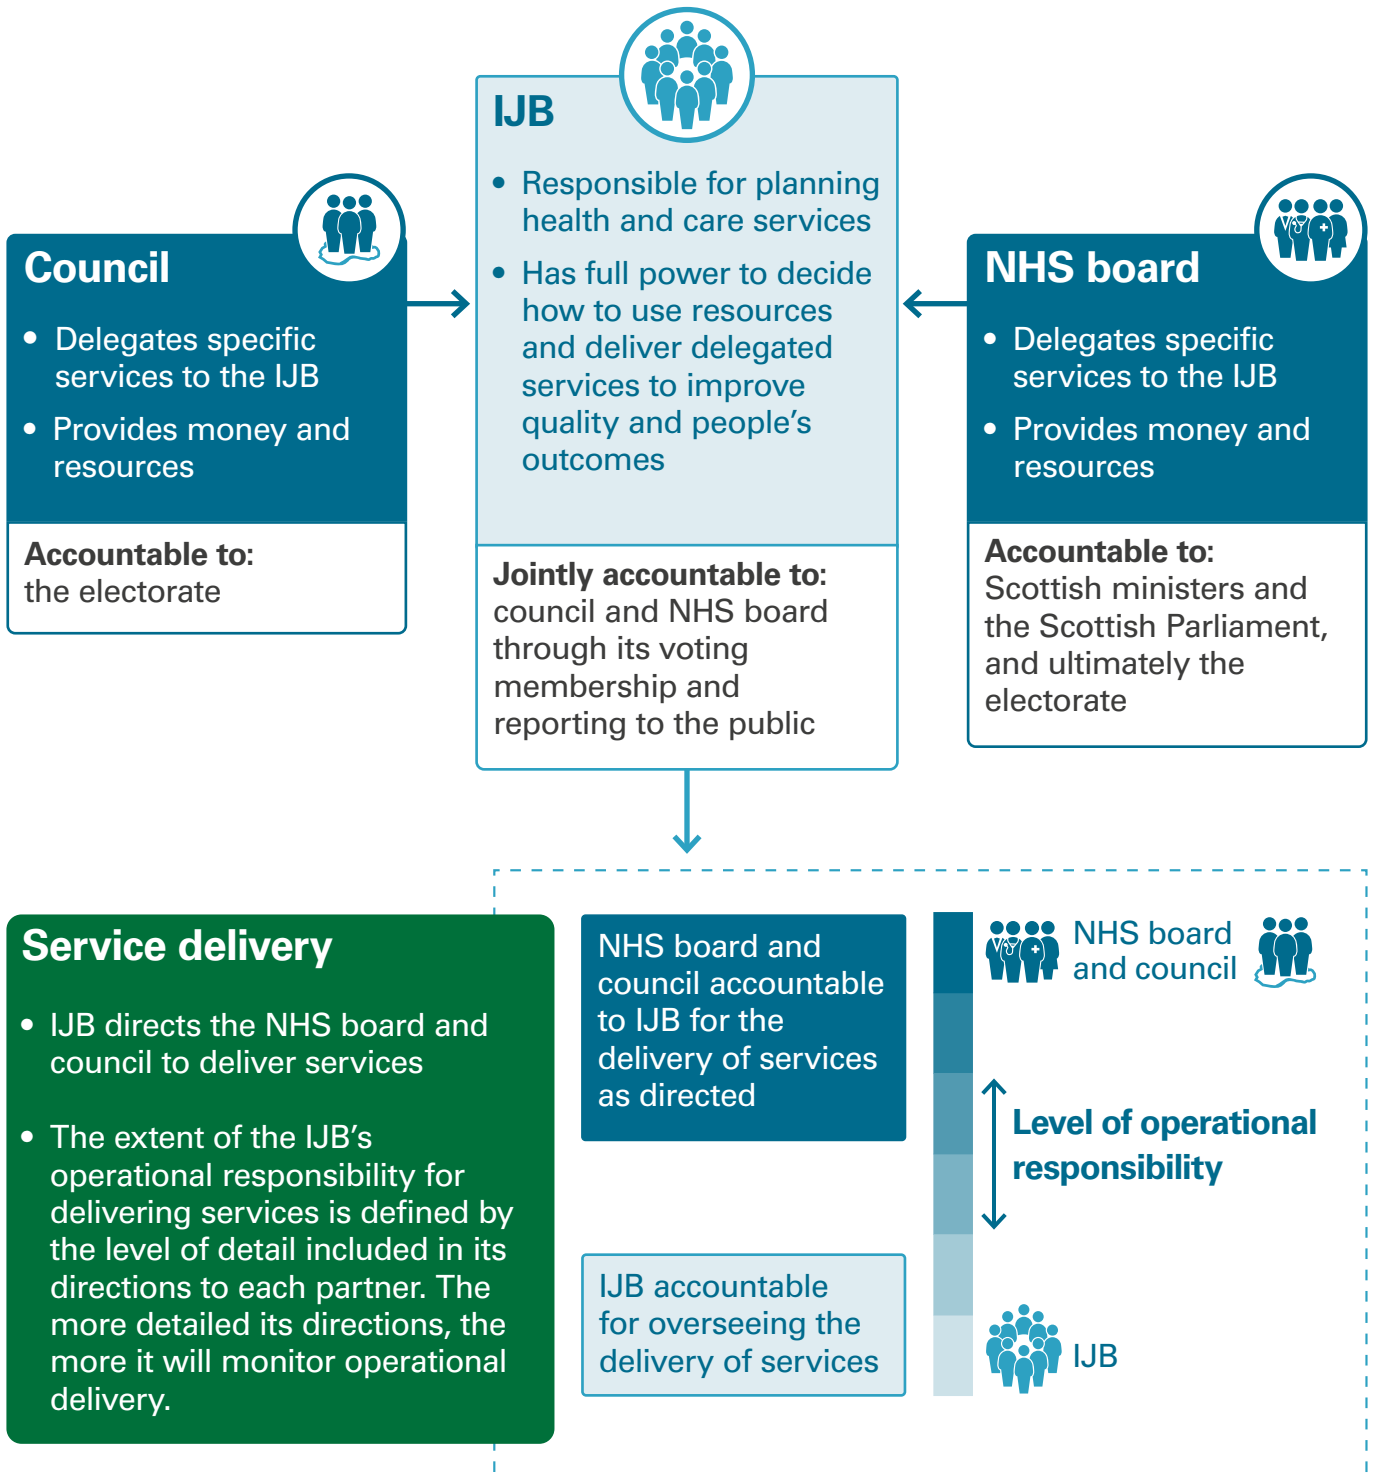 IJB
• Responsible for planning
health and care services
• Has full power to decide
how to use resources
and deliver delegated
services to improve
quality and people’s
outcomes
Jointly accountable to:
council and NHS board
through its voting
membership and
reporting to the public
Council
• Delegates specific
services to the IJB
• Provides money and
resources
Accountable to:
the electorate
NHS board
• Delegates specific
services to the IJB
• Provides money and
resources
Accountable to:
Scottish ministers and
the Scottish Parliament,
and ultimately the
electorate
Service delivery
• IJB directs the NHS board and
council to deliver services
• The extent of the IJB’s
operational responsibility for
delivering services is defined by
the level of detail included in its
directions to each partner. The
more detailed its directions, the
more it will monitor operational
delivery.
NHS board and
council accountable
to IJB for the
delivery of services
as directed
IJB accountable
for overseeing the
delivery of services
NHS board
and council
Level of operational
responsibility
IJB